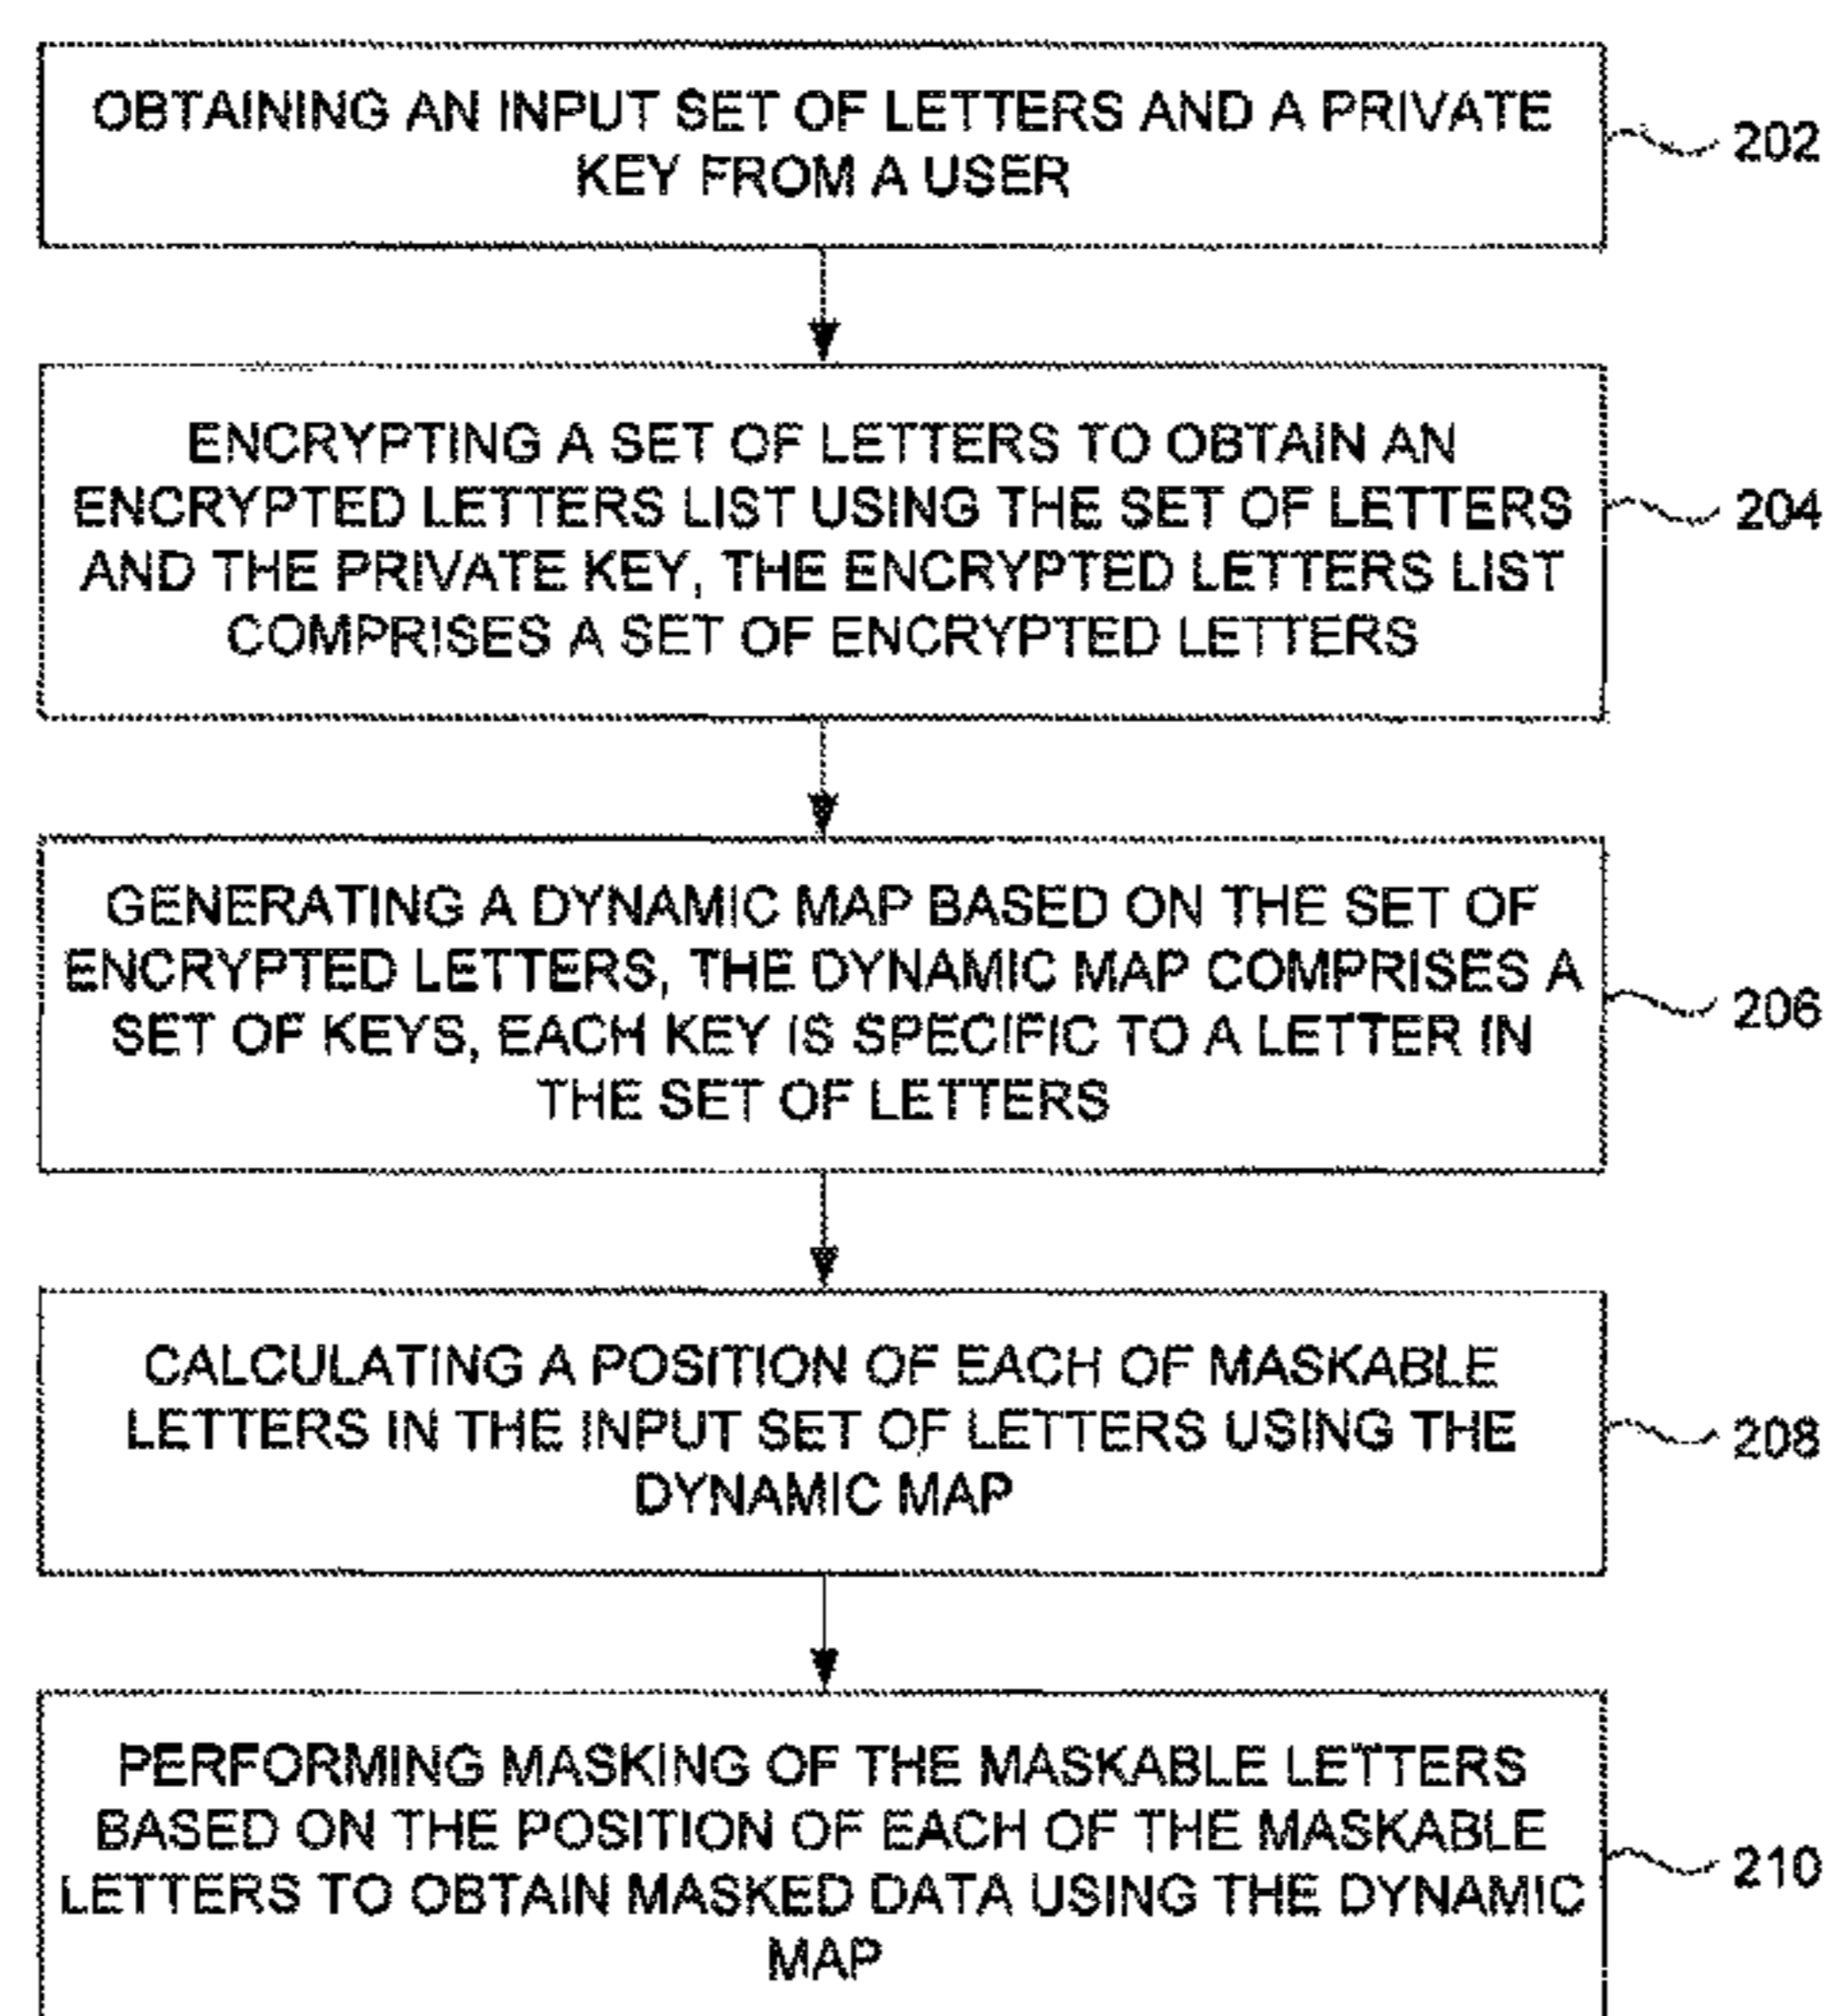 OBTAINING AN INPUT SET OF LETTERS AND A PRIVATE
KEY FROM A USER
202
ENCRYPTING A SET OF LETTERS TO OBTAIN AN
ENCRYPTED LETTERS LIST USING THE SET OF LETTERS
AND THE PRIVATE KEY, THE ENCRYPTED LETTERS LIST
COMPRISES A SET OF ENCRYPTED LETTERS
204
GENERATING A DYNAMIC MAP BASED ON THE SET OF
ENCRYPTED LETTERS, THE DYNAMIC MAP COMPRISES A
SET OF KEYS, EACH KEY IS SPECIFIC TO A LETTER IN
THE SET OF LETTERS
206
CALCULATING A POSITION OF EACH OF MASKABLE
LETTERS IN THE INPUT SET OF LETTERS USING THE
DYNAMIC MAP
208
PERFORMING MASKING OF THE MASKABLE LETTERS
BASED ON THE POSITION OF EACH OF THE MASKABLE
LETTERS TO OBTAIN MASKED DATA USING THE DYNAMIC
MAP
210